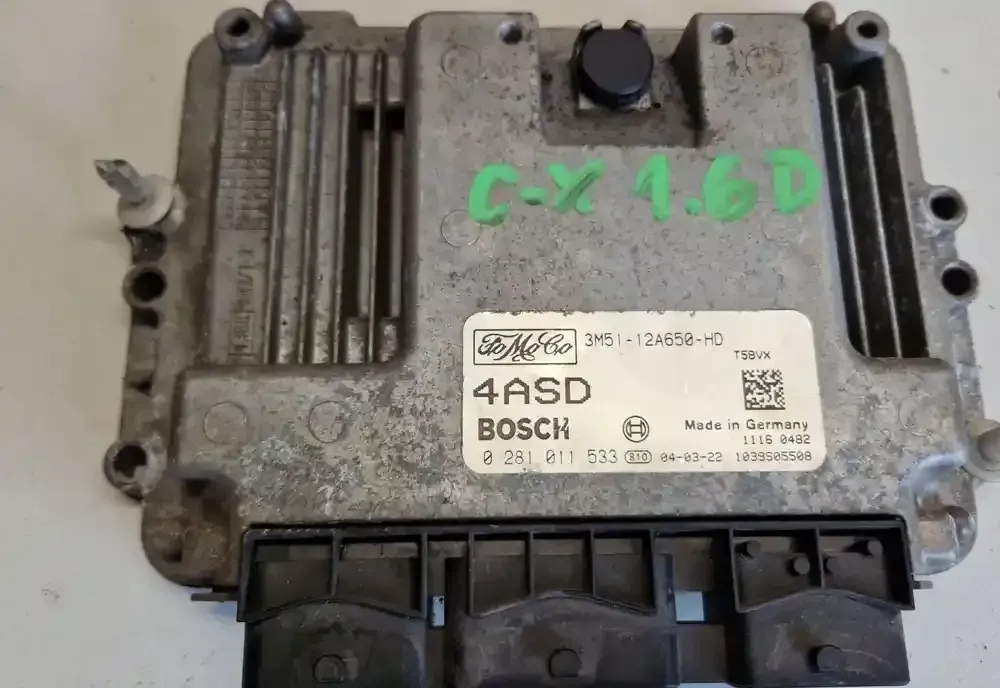 C-X 1.6D
FoMoCo 3M51-12A650-HD
T5BVX
4ASD
BOSCH Made in Germany
1116 0482
0 281 011 533 S10 04-03-22 1039S05508